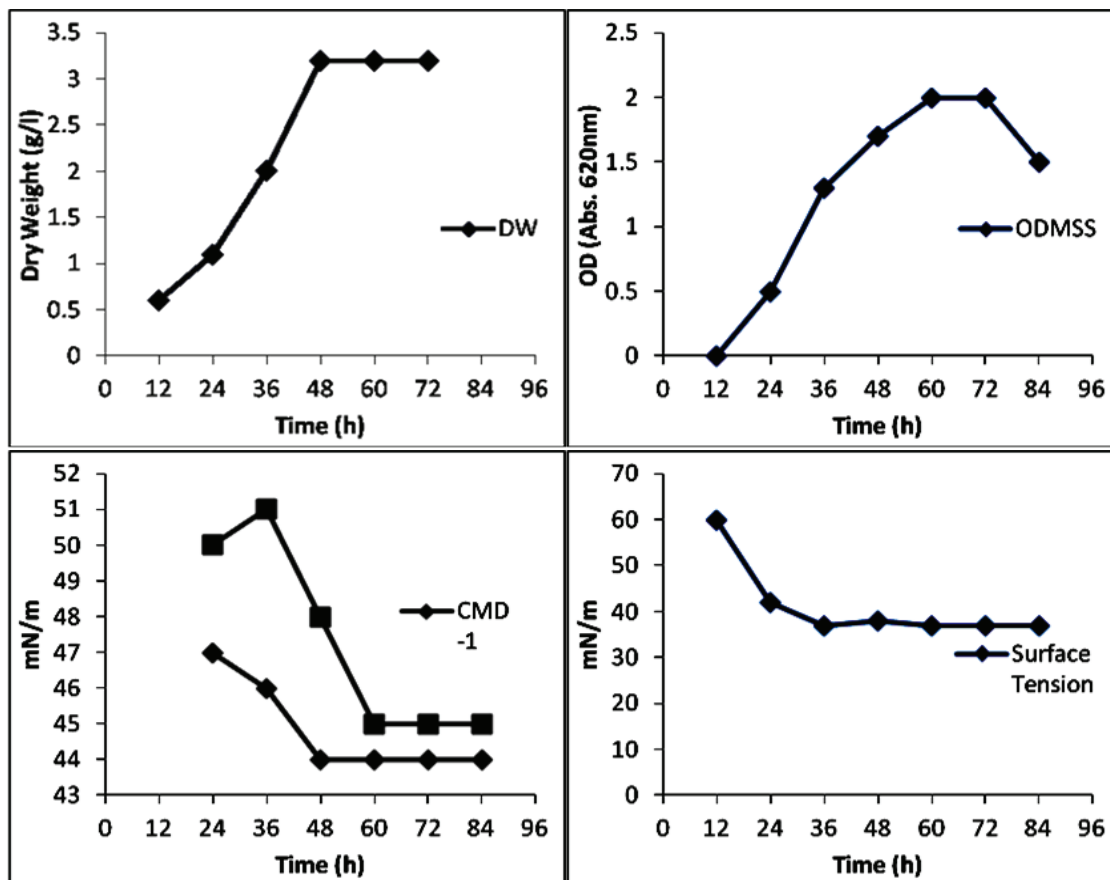 3.5
3
2.5
2
1.5
1
0.5
0
Dry Weight (g/l)
DW
0 12 24 36 48 60 72 84 96
Time (h)
2.5
2
1.5
1
0.5
0
OD (Abs. 620nm)
ODMSS
0 12 24 36 48 60 72 84 96
Time (h)
52
51
50
49
48
47
46
45
44
43
mN/m
CMD
-1
0 12 24 36 48 60 72 84 96
Time (h)
70
60
50
40
30
20
10
0
mN/m
Surface
Tension
0 12 24 36 48 60 72 84 96
Time (h)